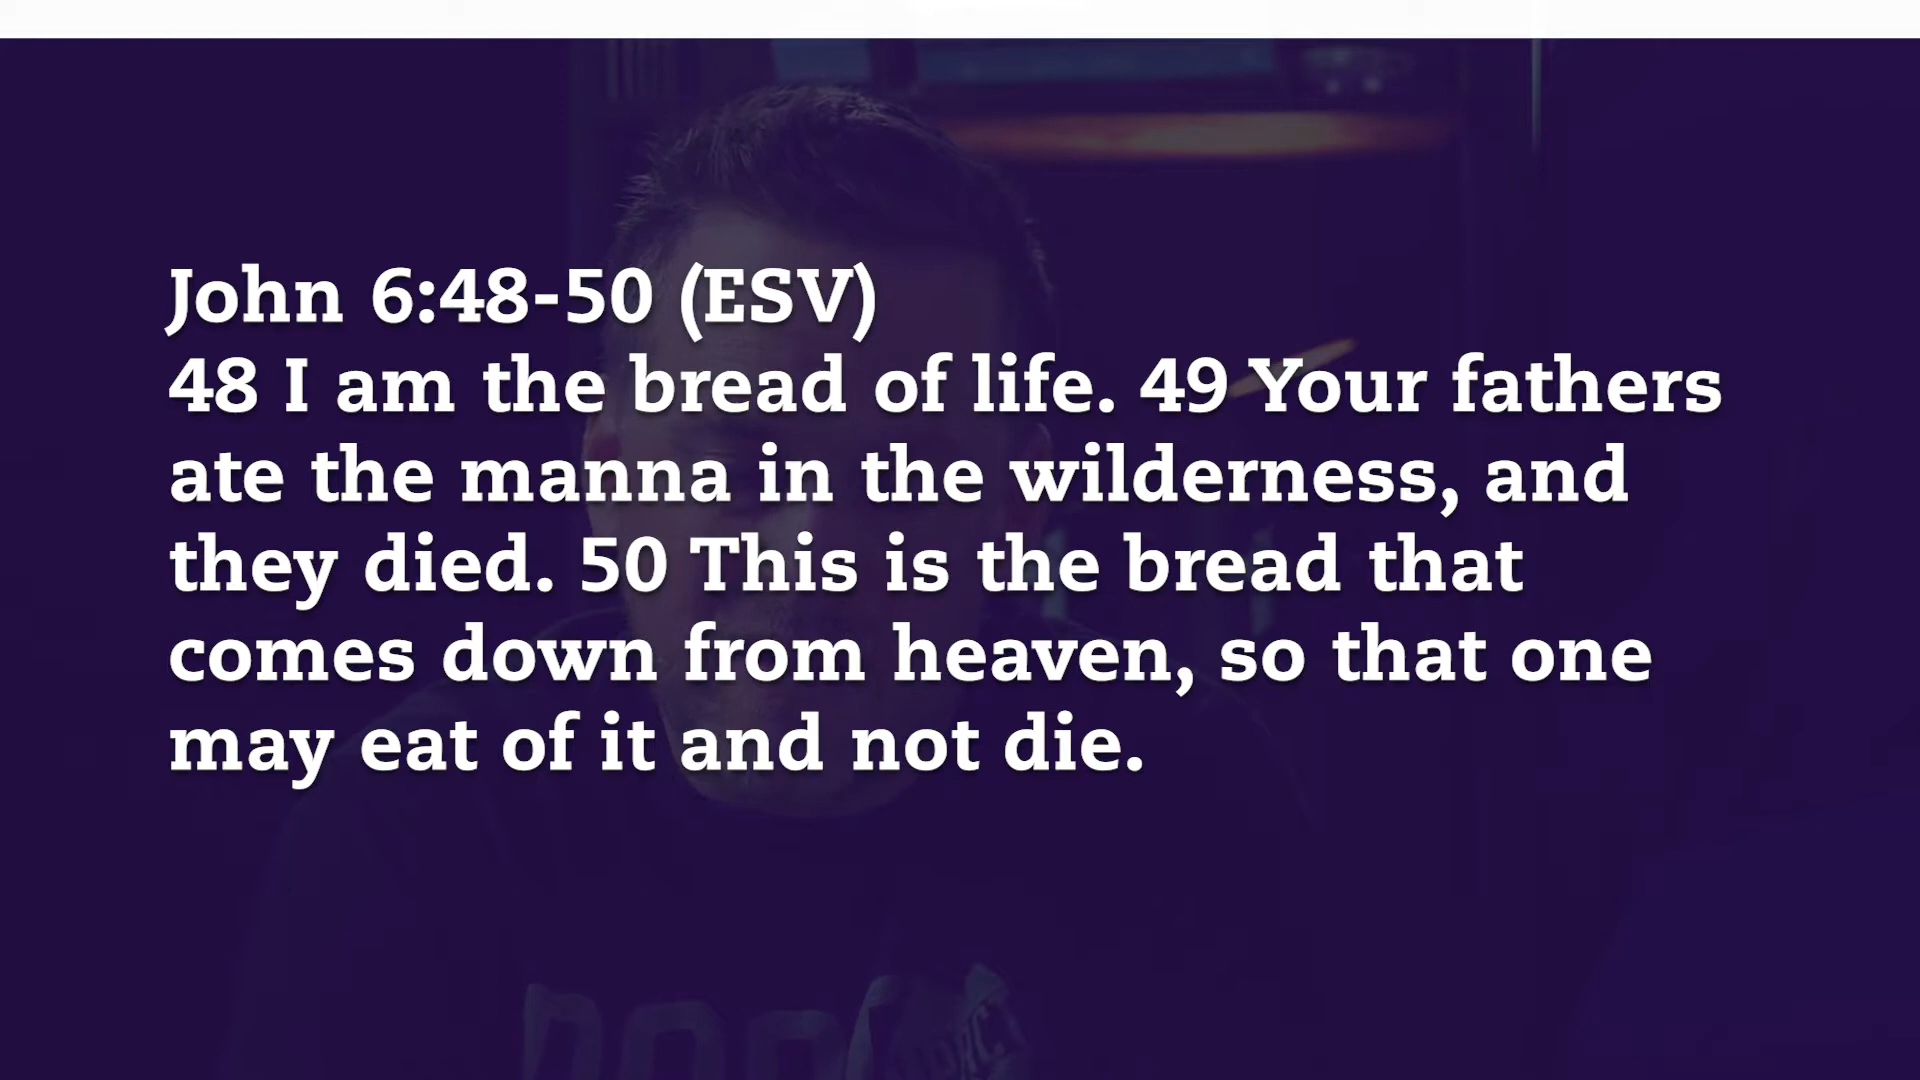 John 6:48-50 (ESV)
48 I am the bread of life. 49 Your fathers
ate the manna in the wilderness, and
they died. 50 This is the bread that
comes down from heaven, so that one
may eat of it and not die.